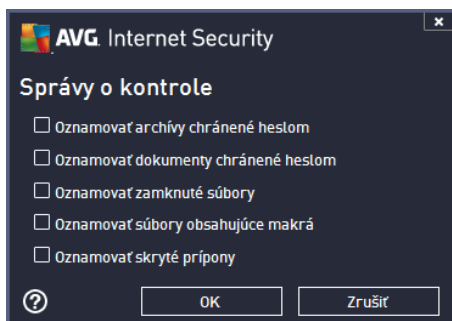 AVG. Internet Security
Správy o kontrole
Oznamovať archívy chránené heslom
Oznamovať dokumenty chránené heslom
Oznamovať zamknuté súbory
Oznamovať súbory obsahujúce makrá
Oznamovať skryté prípony
? OK Zrušiť